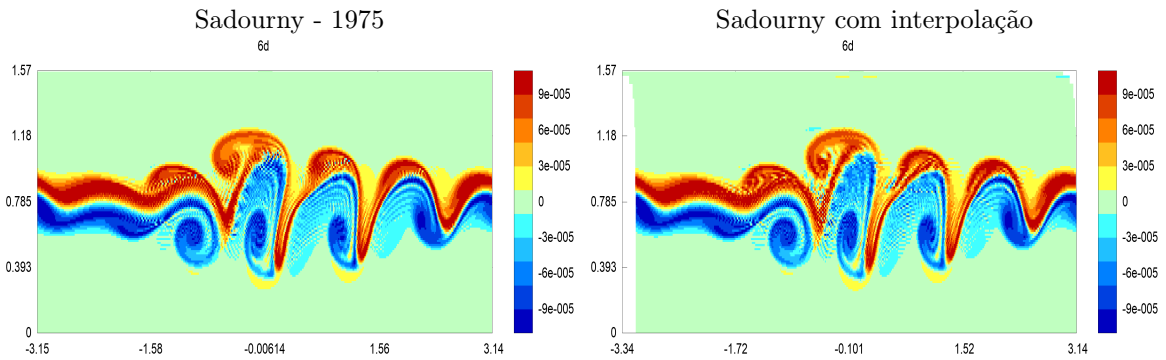 Sadourny - 1975
6d
1.57
1.18
0.785
0.393
0
-3.15
-1.58
-0.00614
1.56
3.14
9e-005
6e-005
3e-005
0
-3e-005
-6e-005
-9e-005
Sadourny com interpolação
6d
1.57
1.18
0.785
0.393
0
-3.34
-1.72
-0.101
1.52
3.14
9e-005
6e-005
3e-005
0
-3e-005
-6e-005
-9e-005